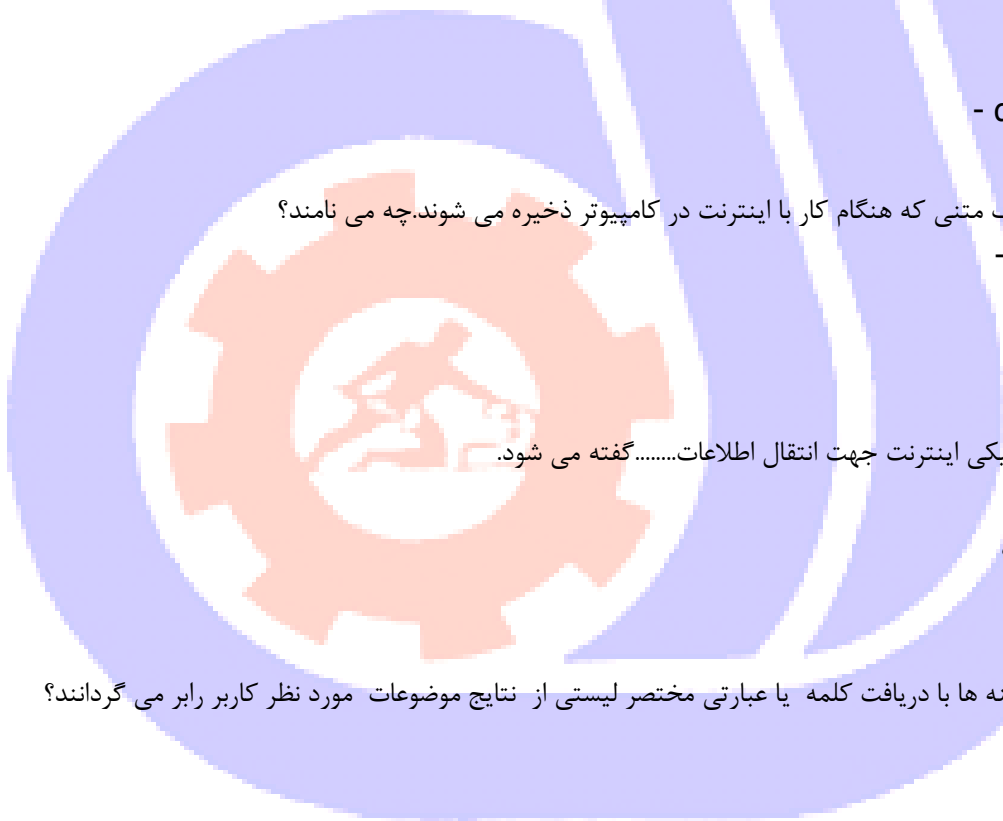 -
متنی که هنگام کار با اینترنت در کامپیوتر ذخیره می شوند.چه می نامند؟
-
اینترنت جهت انتقال اطلاعات........گفته می شود.
ها با دریافت کلمه یا عبارتی مختصر لیستی از نتایج موضوعات مورد نظر کاربر رابر می گردانند؟